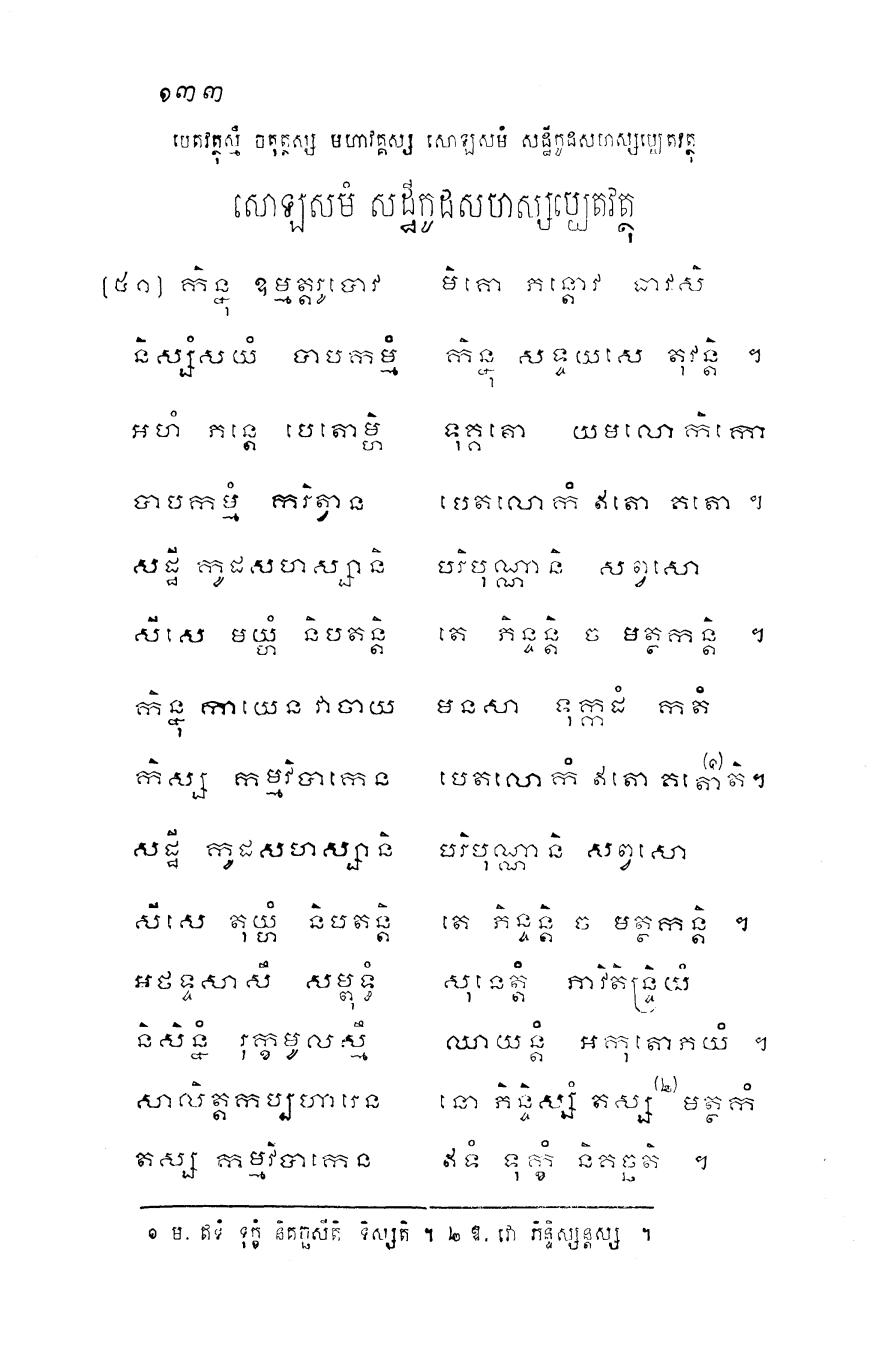 ១៣៣
បេតវត្ថុស្មឹ ចតុត្ថស្ស មហាវគ្គស្ស សោឡសមំ សដ្ឋីកូដសហស្សប្បេតវត្ថុ
សោឡសមំ សដ្ឋីកូដសហស្សប្បេតវត្ថុ
[៥១] កិន្នុ ឧម្មត្តរូបោវ មិគោ ភន្តោវ ធាវសិ
និស្សំសយំ បាបកម្មំ កិន្នុ សទ្ទយសេ តុវន្តិ ។
អហំ ភន្តេ បេតោម្ហិ ទុគ្គតោ យមលោកិកោ
បាបកម្មំ ករិត្វាន បេតលោកំ ឥតោ គតោ ។
សដ្ឋី កូដសហស្សានិ បរិបុណ្ណានិ សព្វសោ
សីសេ មយ្ហំ និបតន្តិ តេ ភិន្ទន្តិ ច មត្ថកន្តិ ។
កិន្នុ កាយេន វាចាយ មនសា ទុក្កដំ កតំ
កិស្ស កម្មវិបាកេន បេតលោកំ ឥតោ គតោ(១)តិ។
សដ្ឋី កូដសហស្សានិ បរិបុណ្ណានិ សព្វសោ
សីសេ តុយ្ហំ និបតន្តិ តេ ភិន្ទន្តិ ច មត្ថកន្តិ ។
អថទ្ទសាសឹ សម្ពុទ្ធំ សុនេត្តំ ភាវិតិន្ទ្រិយំ
និសិន្នំ រុក្ខមូលស្មឹ ឈាយន្តំ អកុតោភយំ ។
សាលិត្តកប្បហារេន នោ ភិន្ទិស្សំ តស្ស(២) មត្ថកំ
តស្ស កម្មវិបាកេន ឥទំ ទុក្ខំ និគច្ឆតិ ។
១ ម. ឥទំ ទុក្ខំ និគច្ឆសីតិ ទិស្សតិ ។ ២ ឱ. វោ ភិន្ទិស្សន្តស្ស ។